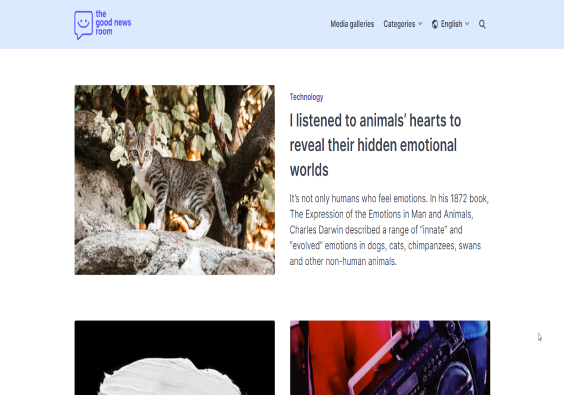 the
good news
room
Media galleries Categories English
Technology
I listened to animals' hearts to
reveal their hidden emotional
worlds
It's not only humans who feel emotions. In his 1872 book,
The Expression of the Emotions in Man and Animals,
Charles Darwin described a range of "innate" and
"evolved" emotions in dogs, cats, chimpanzees, swans
and other non-human animals.